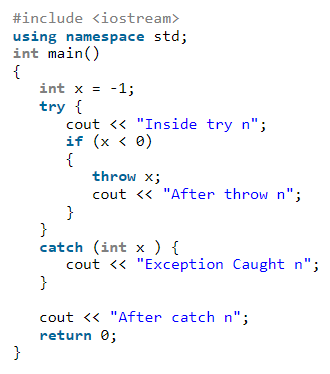 #include <iostream>
using namespace std;
int main()
{
   int x = -1;
   try {
      cout << "Inside try n";
      if (x < 0)
      {
         throw x;
         cout << "After throw n";
      }
   }
   catch (int x ) {
      cout << "Exception Caught n";
   }

   cout << "After catch n";
   return 0;
}